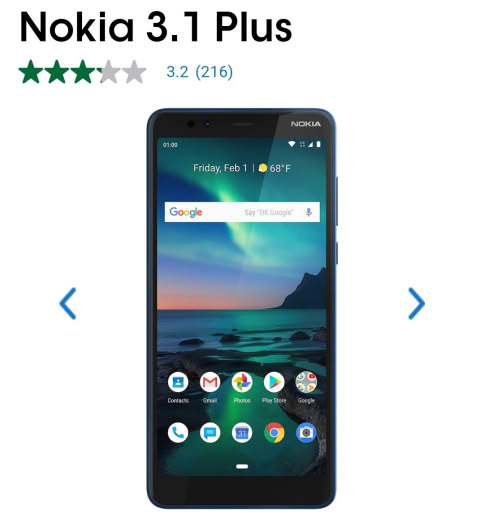 Nokia 3.1 Plus
3.2 (216)
NOKIA
01:00
Friday, Feb 1 | 68°F
Google Say "OK Google"
Contacts Gmail Photos Play Store Google
31